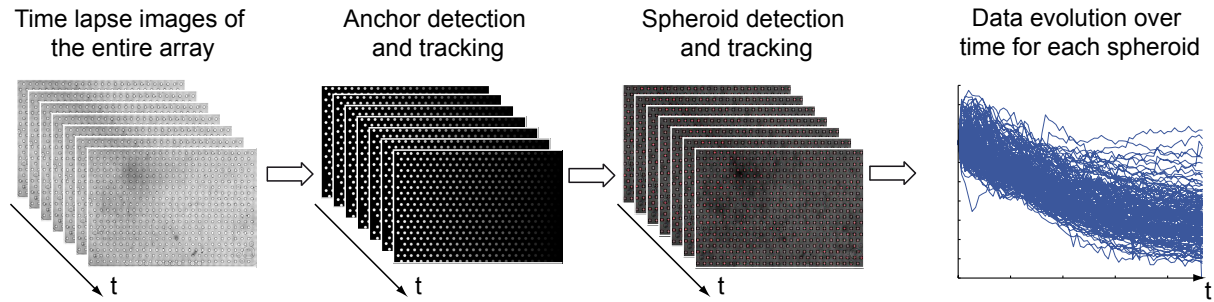 Time lapse images of
the entire array
Anchor detection
and tracking
Spheroid detection
and tracking
Data evolution over
time for each spheroid
t
t
t
t